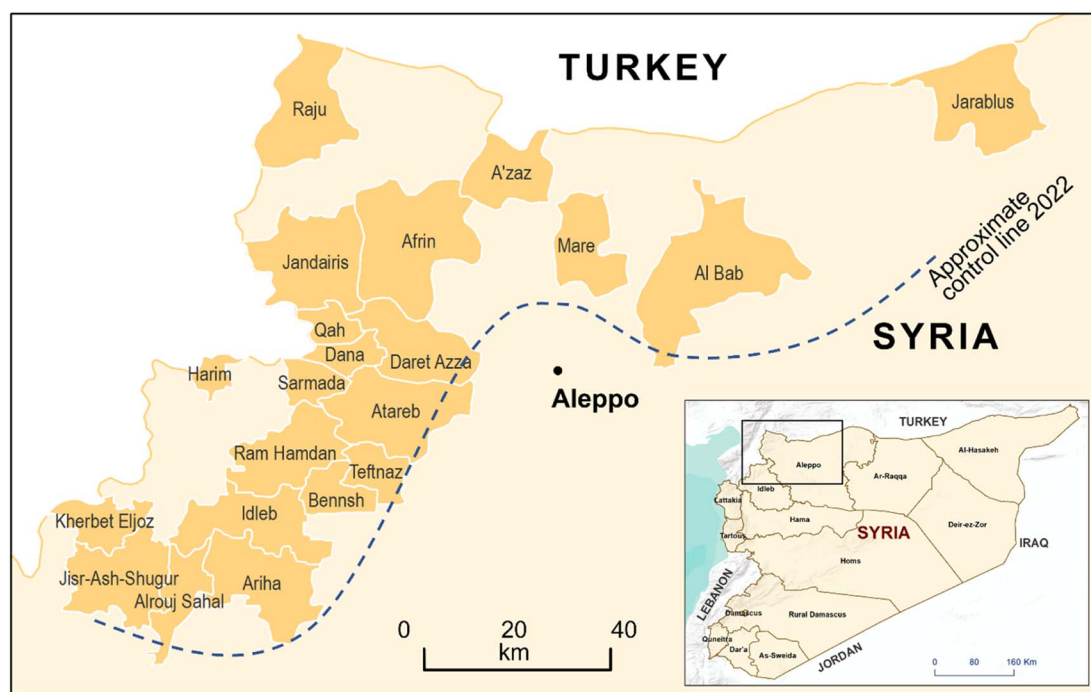 TURKEY
Raju
Jarablus
A'zaz
Afrin
Mare
Jandairis
Al Bab
Approximate
control line 2022
Qah
Dana
Daret Azza
SYRIA
Harim
Sarmada
Aleppo
Atareb
Ram Hamdan
Teftnaz
Bennsh
Idleb
Kherbet Eljoz
Jisr-Ash-Shugur
Ariha
Alrouj Sahal
0 20 40
km
TURKEY
Al-Hasakeh
Aleppo
Ar-Raqqa
Idleb
Lattakia
Hama
Deir-ez-Zor
Tartous
SYRIA
IRAQ
Homs
LEBANON
Damascus
Rural Damascus
Quneitra
Dar'a
As-Sweida
JORDAN
0 80 160 KM